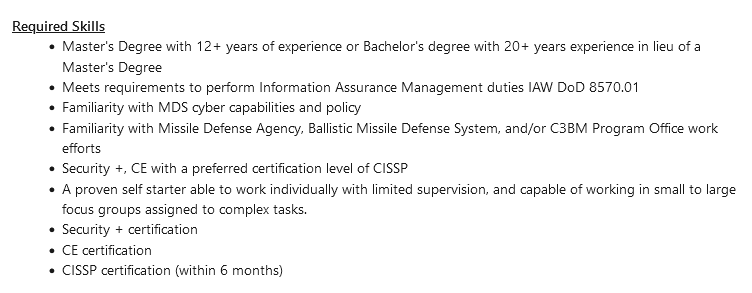 Required Skills
• Master's Degree with 12+ years of experience or Bachelor's degree with 20+ years experience in lieu of a
Master's Degree
• Meets requirements to perform Information Assurance Management duties IAW DoD 8570.01
• Familiarity with MDS cyber capabilities and policy
• Familiarity with Missile Defense Agency, Ballistic Missile Defense System, and/or C3BM Program Office work
efforts
• Security +, CE with a preferred certification level of CISSP
• A proven self starter able to work individually with limited supervision, and capable of working in small to large
focus groups assigned to complex tasks.
• Security + certification
• CE certification
• CISSP certification (within 6 months)